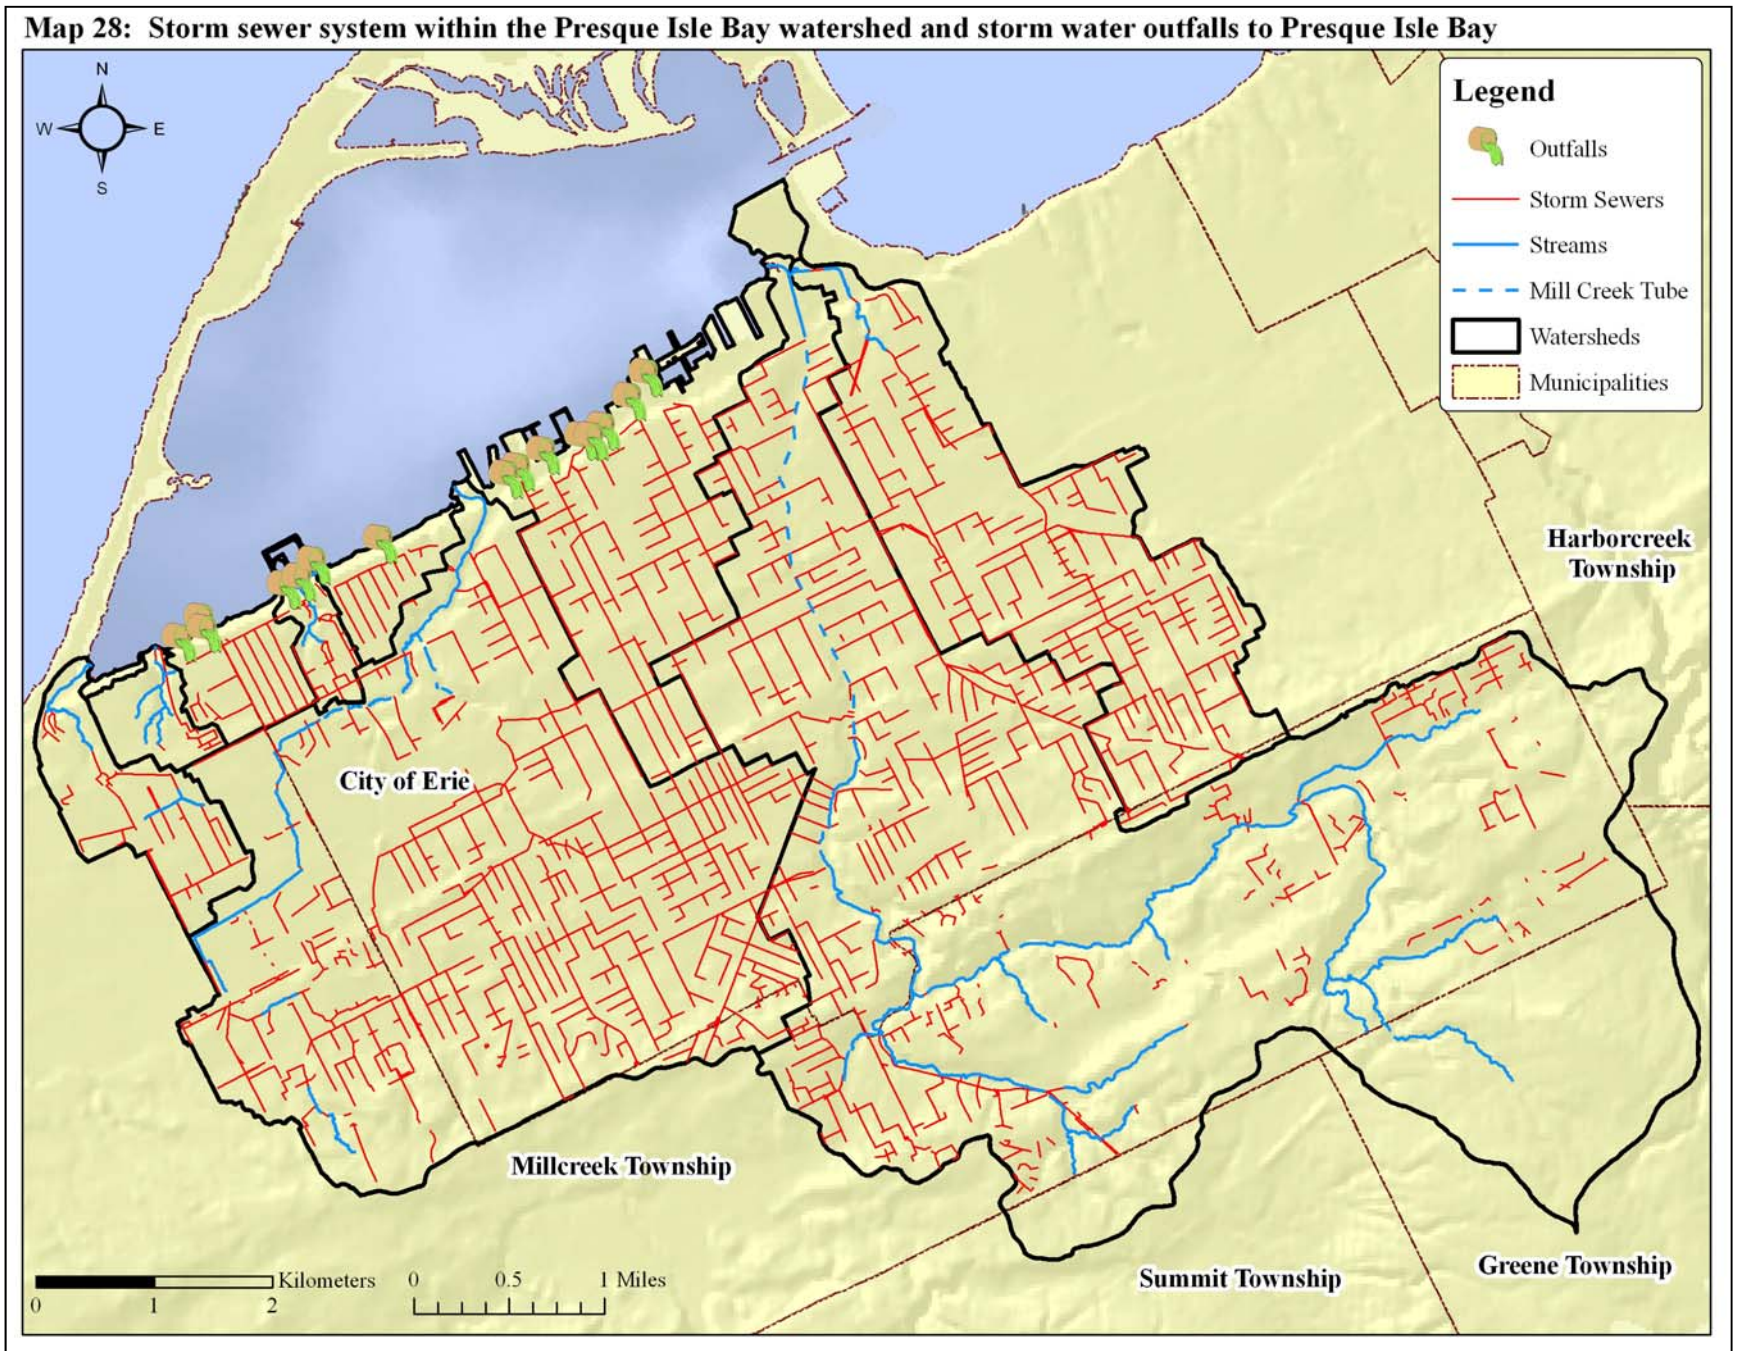 Map 28: Storm sewer system within the Presque Isle Bay watershed and storm water outfalls to Presque Isle Bay
N
W E
S
Legend
Outfalls
Storm Sewers
Streams
Mill Creek Tube
Watersheds
Municipalities
Harborcreek
Township
City of Erie
Millcreek Township
Summit Township
Greene Township
Kilometers
0 1 2
0 0.5 1 Miles